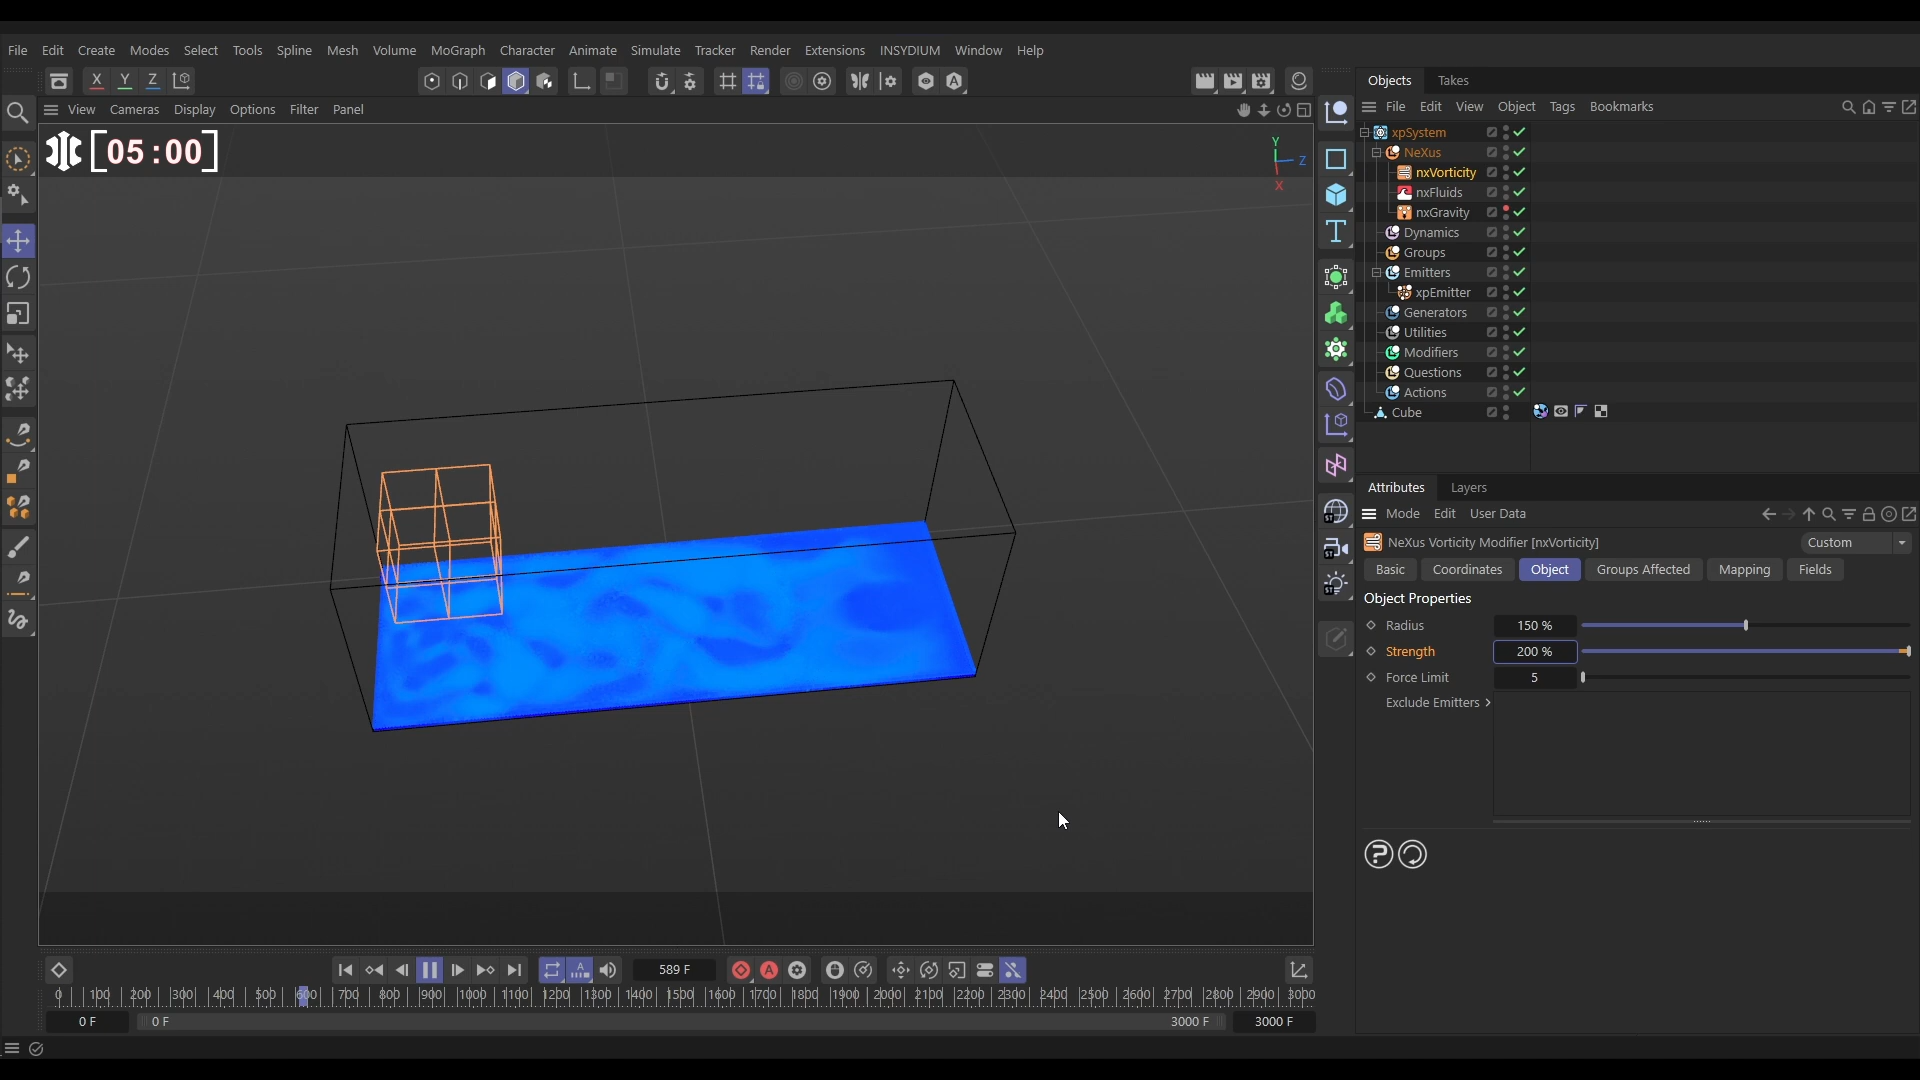 File Edit Create Modes Select Tools Spline Mesh Volume MoGraph Character Animate Simulate Tracker Render Extensions INSYDIUM Window Help
X Y Z
View Cameras Display Options Filter Panel
[05:00]
Y
Z
X
Objects Takes
File Edit View Object Tags Bookmarks
xpSystem
NeXus
nxVorticity
nxFluids
nxGravity
Dynamics
Groups
Emitters
xpEmitter
Generators
Utilities
Modifiers
Questions
Actions
Cube
Attributes Layers
Mode Edit User Data
NeXus Vorticity Modifier [nxVorticity] Custom
Basic Coordinates Object Groups Affected Mapping Fields
Object Properties
Radius 150 %
Strength 200 %
Force Limit 5
Exclude Emitters
589 F
0 100 200 300 400 500 600 700 800 900 1000 1100 1200 1300 1400 1500 1600 1700 1800 1900 2000 2100 2200 2300 2400 2500 2600 2700 2800 2900 3000
0 F 0 F 3000 F 3000 F